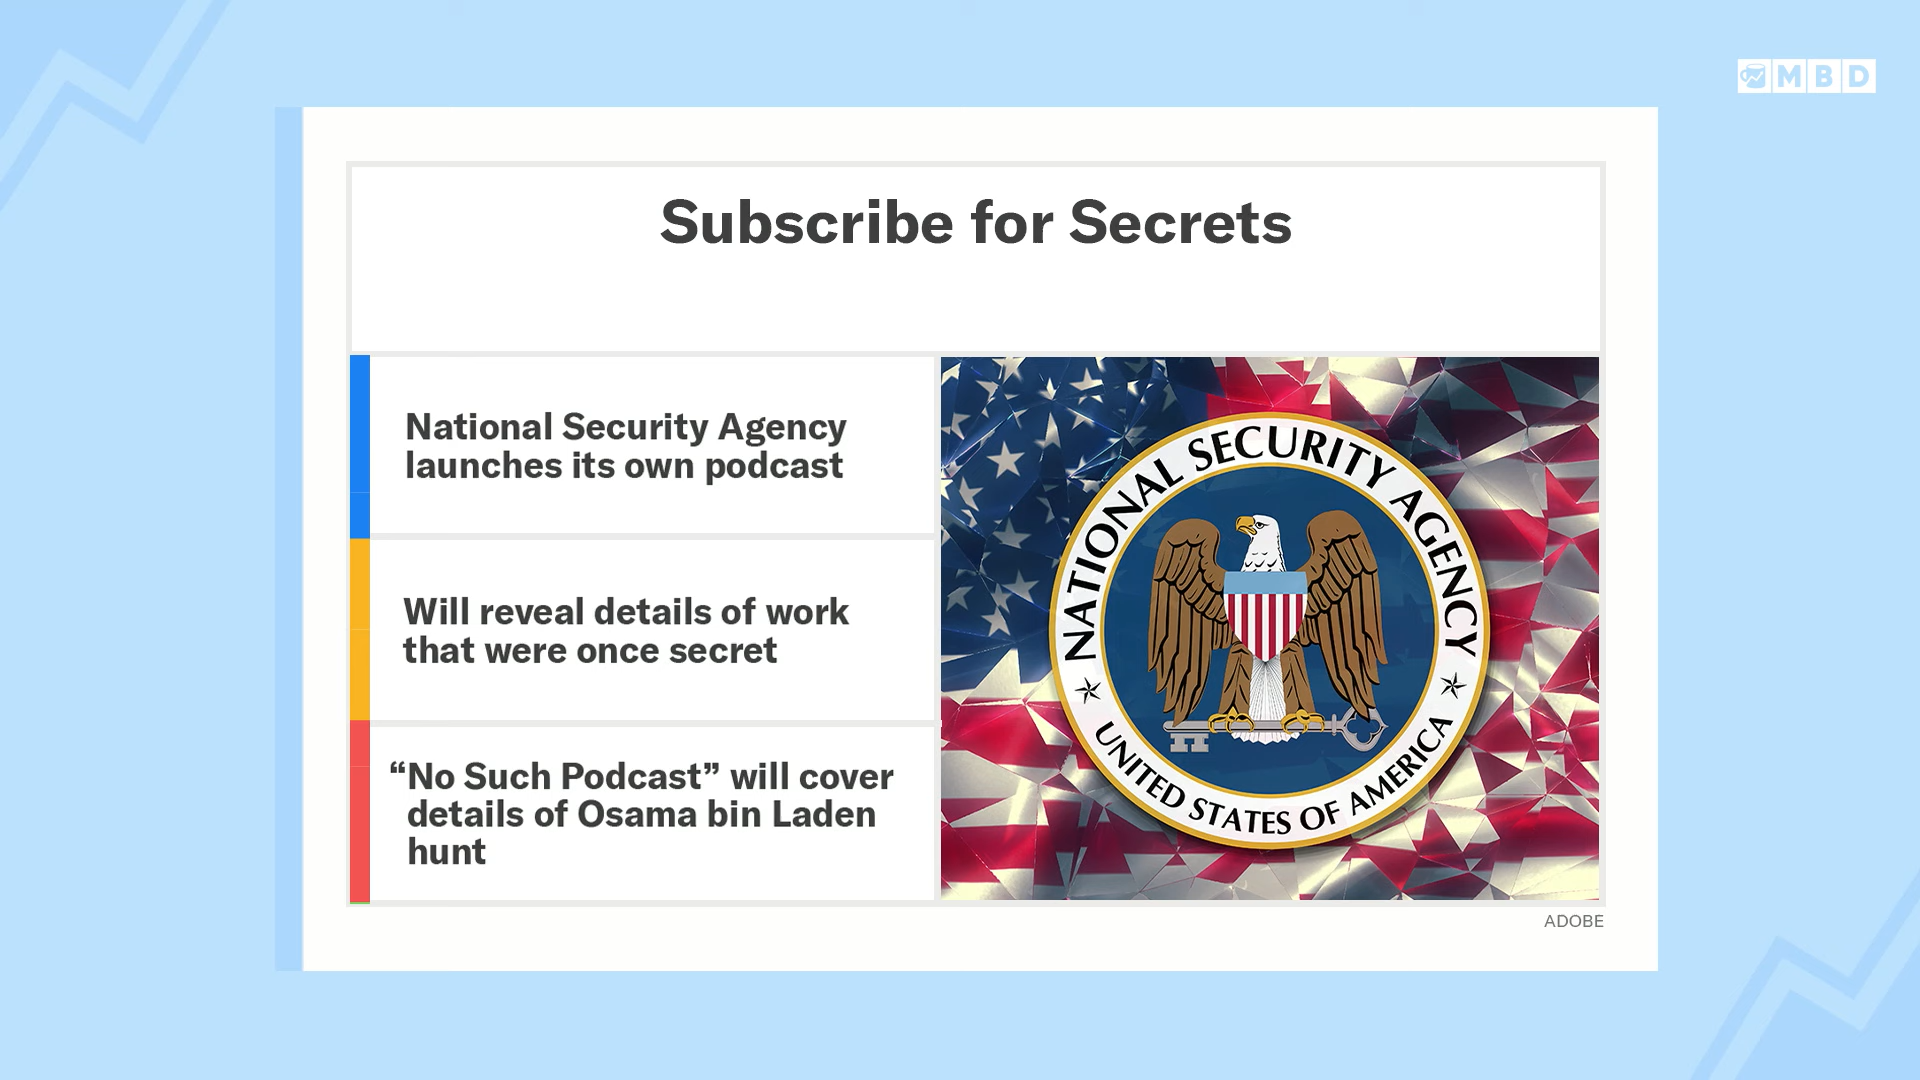 MBD
Subscribe for Secrets
National Security Agency
launches its own podcast
Will reveal details of work
that were once secret
“No Such Podcast” will cover
details of Osama bin Laden
hunt
NATIONAL SECURITY AGENCY
UNITED STATES OF AMERICA
ADOBE